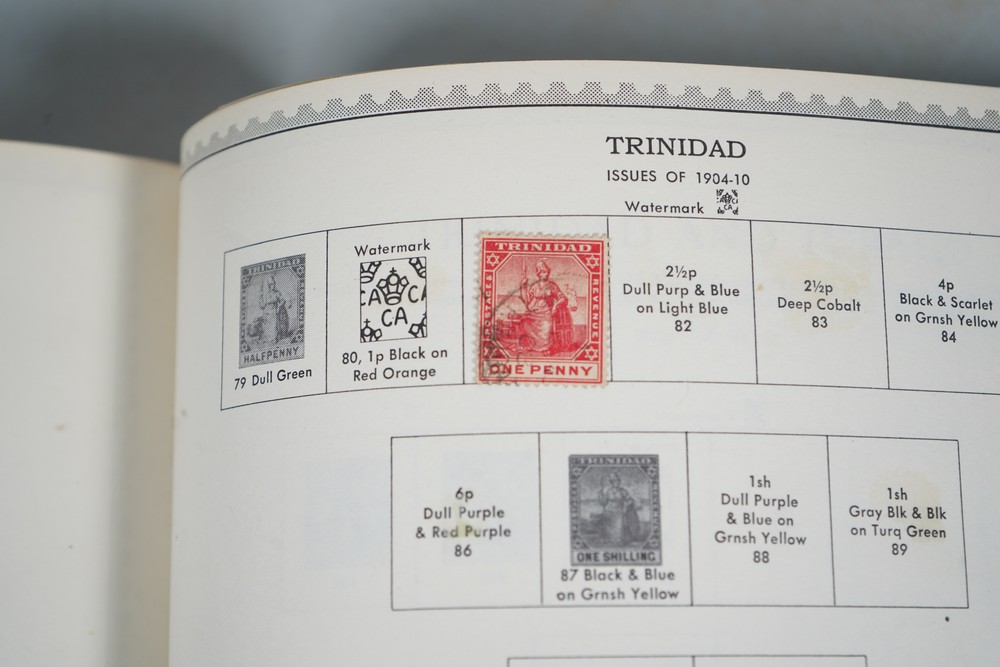 TRINIDAD
ISSUES OF 1904-10
Watermark
CA
TRINIDAD
HALFPENNY
79 Dull Green
Watermark
CA CA
CA
80, 1p Black on
Red Orange
TRINIDAD
POSTAGE & REVENUE
ONE PENNY
2½p
Dull Purp & Blue
on Light Blue
82
2½p
Deep Cobalt
83
4p
Black & Scarlet
on Grnsh Yellow
84
6p
Dull Purple
& Red Purple
86
TRINIDAD
ONE SHILLING
87 Black & Blue
on Grnsh Yellow
1sh
Dull Purple
& Blue on
Grnsh Yellow
88
1sh
Gray Blk & Blk
on Turq Green
89